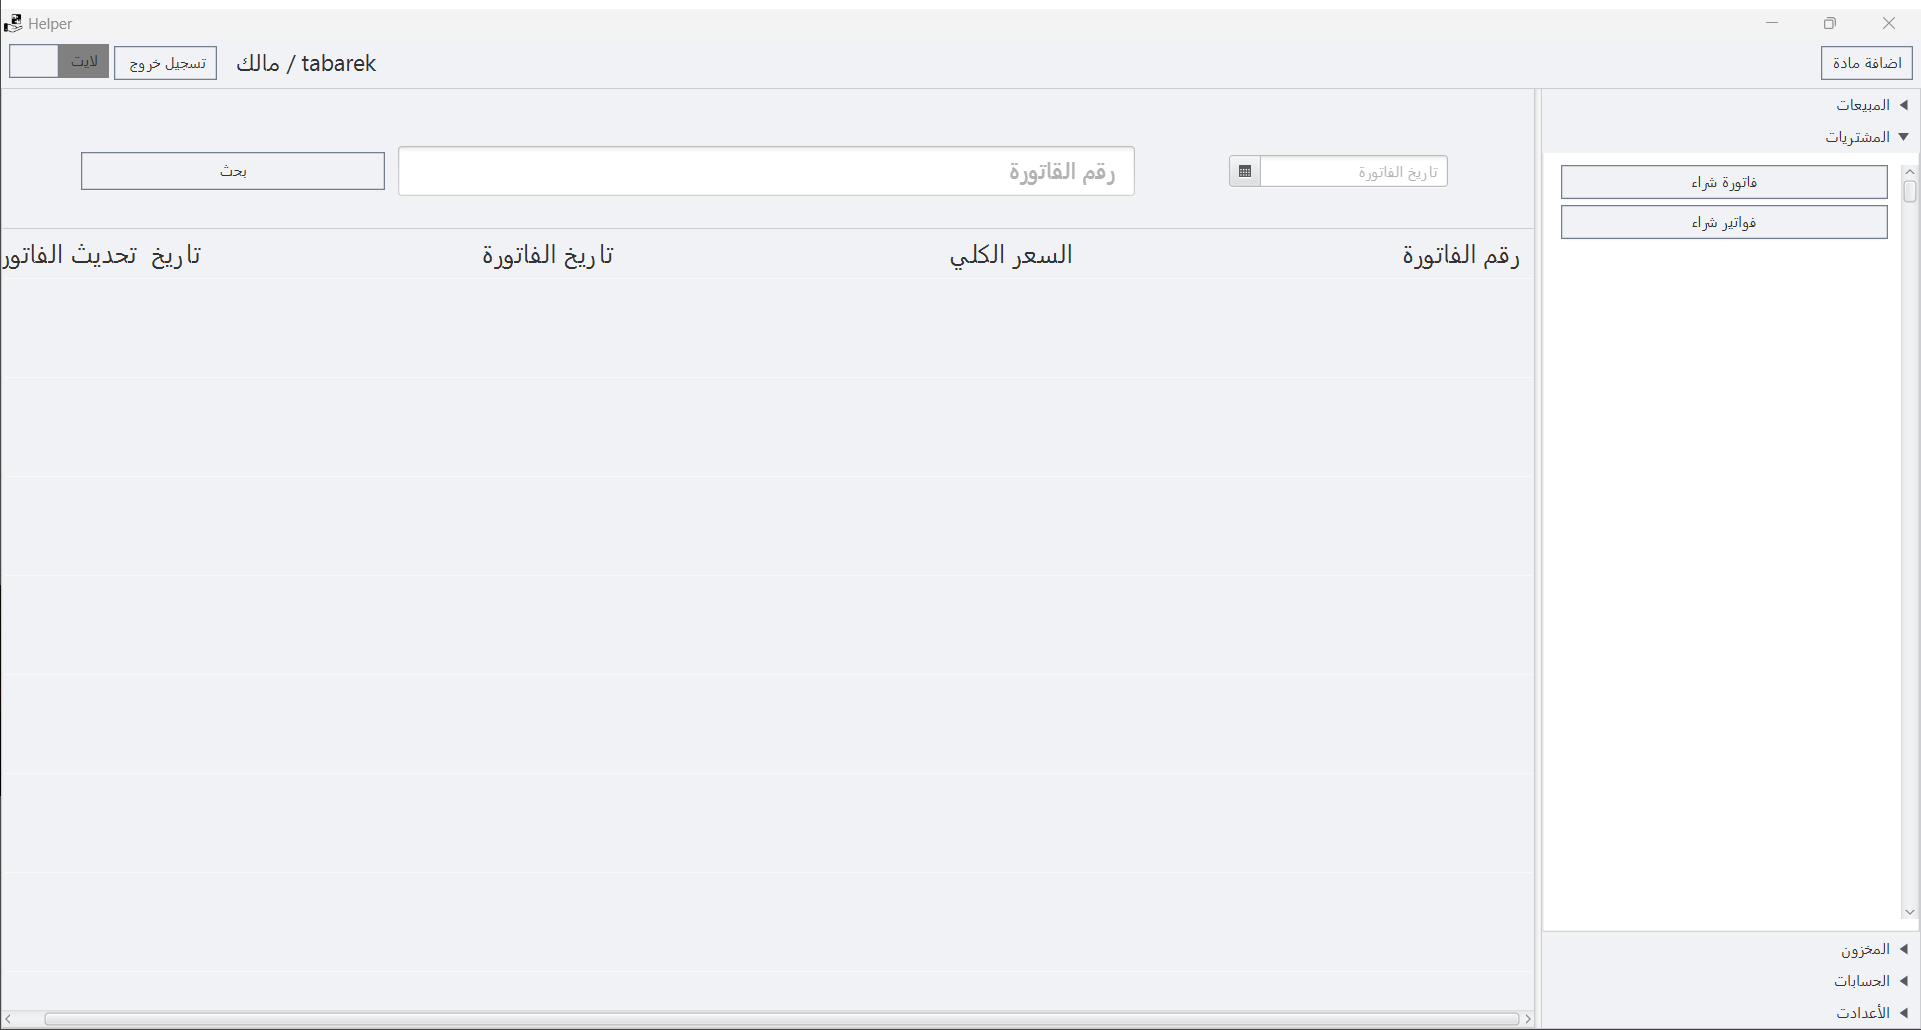 Helper
اضافة مادة
مالك / tabarek
تسجيل خروج
لايت
المبيعات
المشتريات
فاتورة شراء
فواتير شراء
تاريخ الفاتورة
رقم القاتورة
بحث
رقم الفاتورة
السعر الكلي
تاريخ الفاتورة
تاريخ تحديث الفاتور
المخزون
الحسابات
الأعدادت